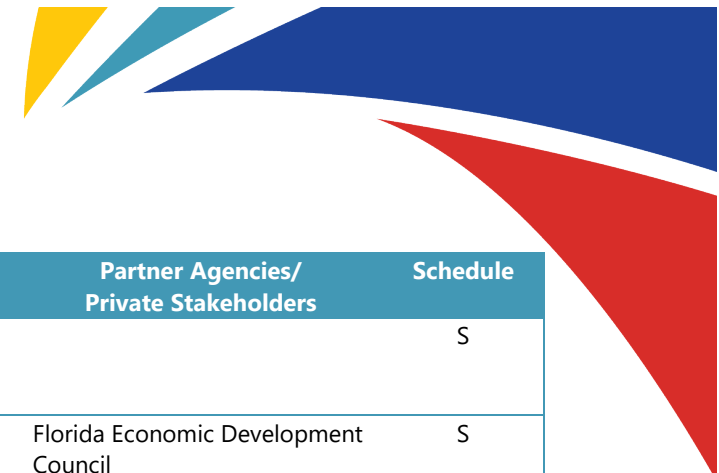 Partner Agencies/ Schedule
Private Stakeholders
S
Florida Economic Development S
Council